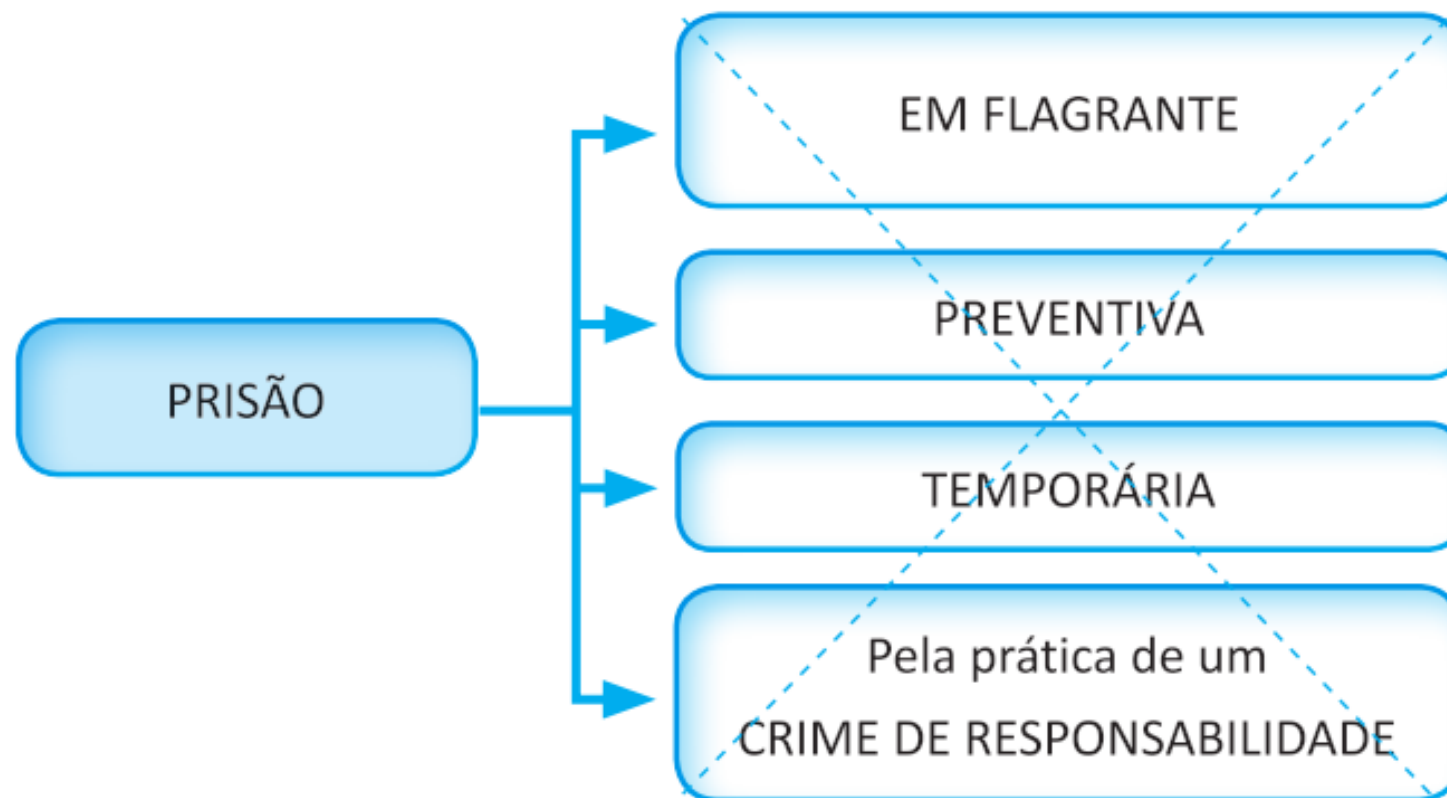 PRISÃO
EM FLAGRANTE
PREVENTIVA
TEMPORÁRIA
Pela prática de um
CRIME DE RESPONSABILIDADE